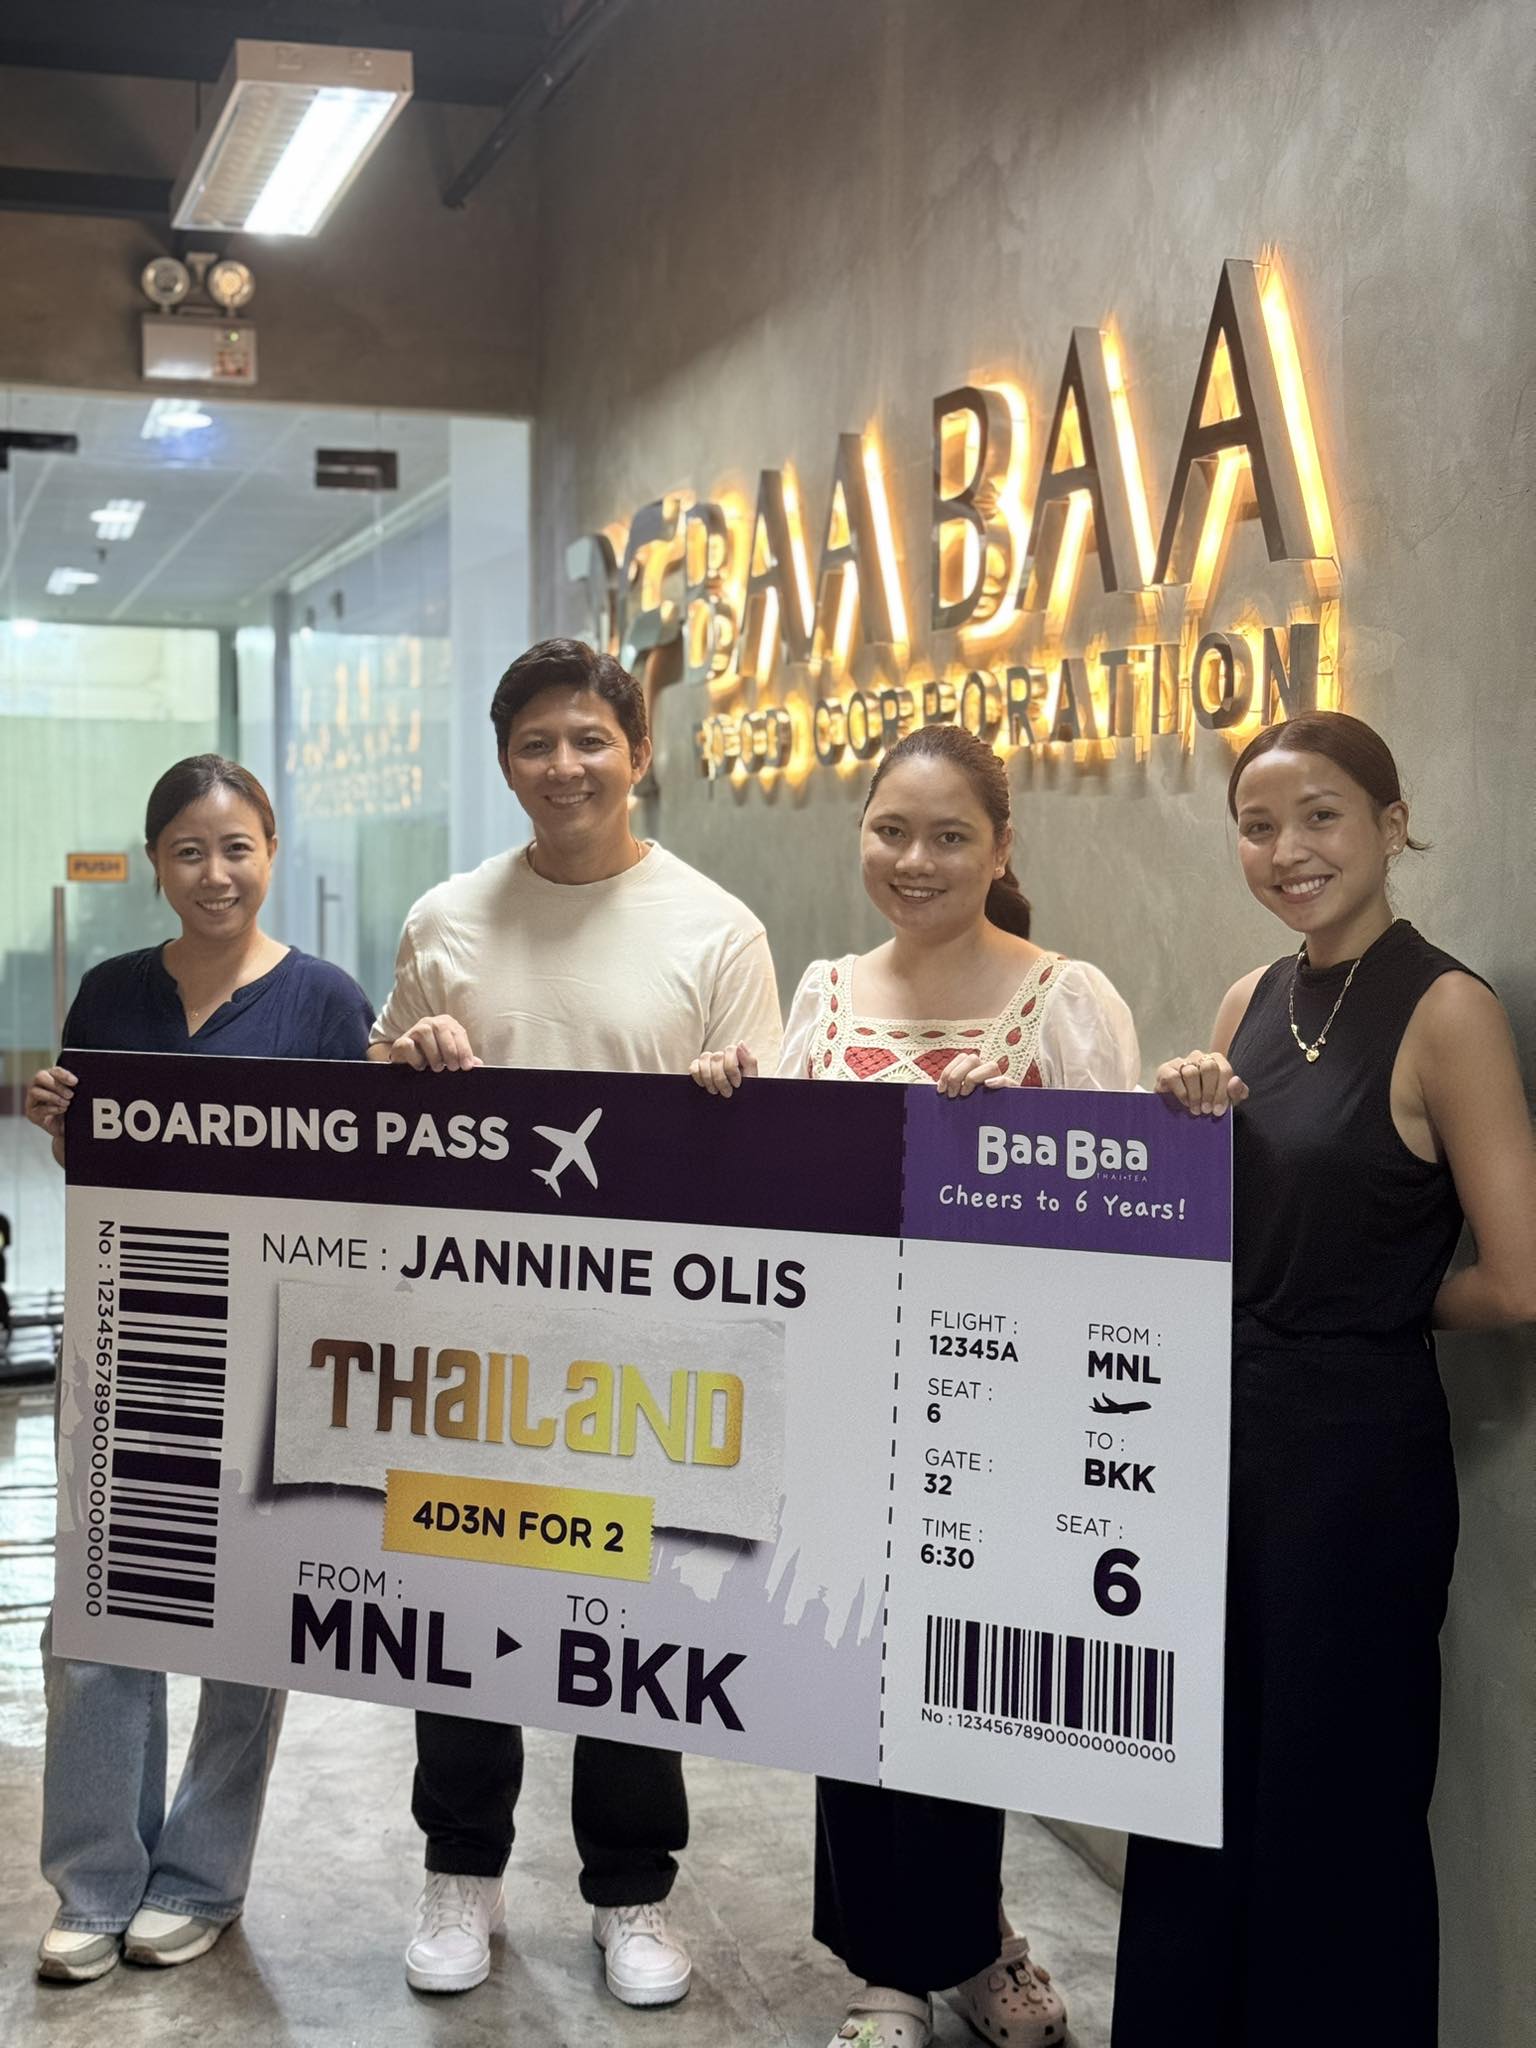 BAA BAA
FOOD CORPORATION
PUSH
BOARDING PASS
Baa Baa
THAI TEA
Cheers to 6 Years!
No : 12345678900000000000
NAME : JANNINE OLIS
THAILAND
4D3N FOR 2
FROM :
MNL
TO :
BKK
FLIGHT :
12345A
SEAT :
6
GATE :
32
TIME :
6:30
FROM :
MNL
TO :
BKK
SEAT :
6
No : 12345678900000000000